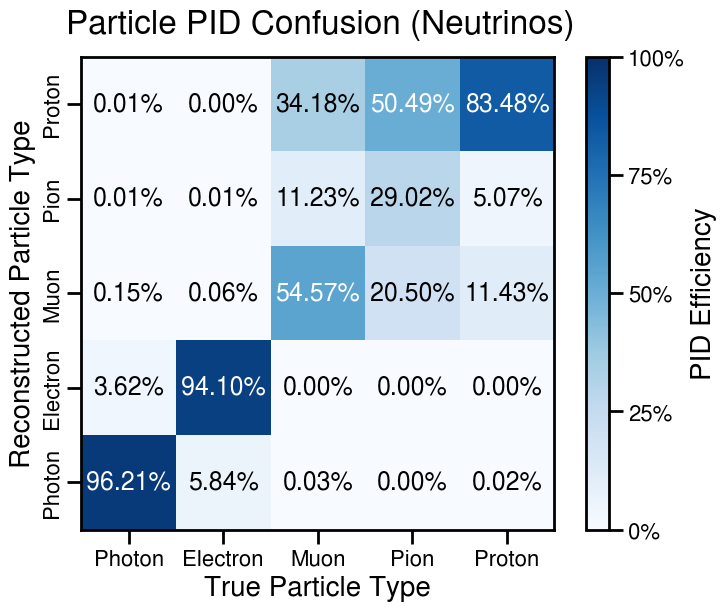 Particle PID Confusion (Neutrinos)
Reconstructed Particle Type
Proton
0.01% 0.00% 34.18% 50.49% 83.48%
Pion
0.01% 0.01% 11.23% 29.02% 5.07%
Muon
0.15% 0.06% 54.57% 20.50% 11.43%
Electron
3.62% 94.10% 0.00% 0.00% 0.00%
Photon
96.21% 5.84% 0.03% 0.00% 0.02%
Photon Electron Muon Pion Proton
True Particle Type
100%
75%
50%
25%
0%
PID Efficiency